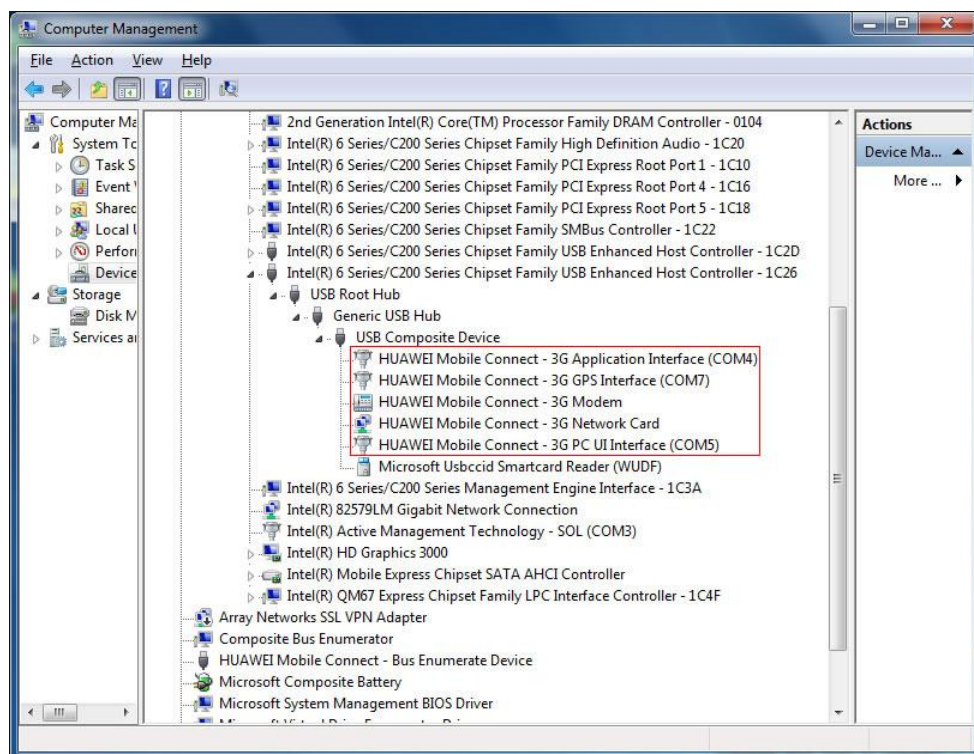 Computer Management
File Action View Help
Computer Ma
System To
Task S
Event
Shared
Local
Perfor
Device
Storage
Disk M
Services a
2nd Generation Intel(R) Core(TM) Processor Family DRAM Controller - 0104
Intel(R) 6 Series/C200 Series Chipset Family High Definition Audio - 1C20
Intel(R) 6 Series/C200 Series Chipset Family PCI Express Root Port 1 - 1C10
Intel(R) 6 Series/C200 Series Chipset Family PCI Express Root Port 4 - 1C16
Intel(R) 6 Series/C200 Series Chipset Family PCI Express Root Port 5 - 1C18
Intel(R) 6 Series/C200 Series Chipset Family SMBus Controller - 1C22
Intel(R) 6 Series/C200 Series Chipset Family USB Enhanced Host Controller - 1C2D
Intel(R) 6 Series/C200 Series Chipset Family USB Enhanced Host Controller - 1C26
USB Root Hub
Generic USB Hub
USB Composite Device
HUAWEI Mobile Connect - 3G Application Interface (COM4)
HUAWEI Mobile Connect - 3G GPS Interface (COM7)
HUAWEI Mobile Connect - 3G Modem
HUAWEI Mobile Connect - 3G Network Card
HUAWEI Mobile Connect - 3G PC UI Interface (COM5)
Microsoft Usbccid Smartcard Reader (WUDF)
Intel(R) 6 Series/C200 Series Management Engine Interface - 1C3A
Intel(R) 82579LM Gigabit Network Connection
Intel(R) Active Management Technology - SOL (COM3)
Intel(R) HD Graphics 3000
Intel(R) Mobile Express Chipset SATA AHCI Controller
Intel(R) QM67 Express Chipset Family LPC Interface Controller - 1C4F
Array Networks SSL VPN Adapter
Composite Bus Enumerator
HUAWEI Mobile Connect - Bus Enumerate Device
Microsoft Composite Battery
Microsoft System Management BIOS Driver
Actions
Device Ma...
More ...